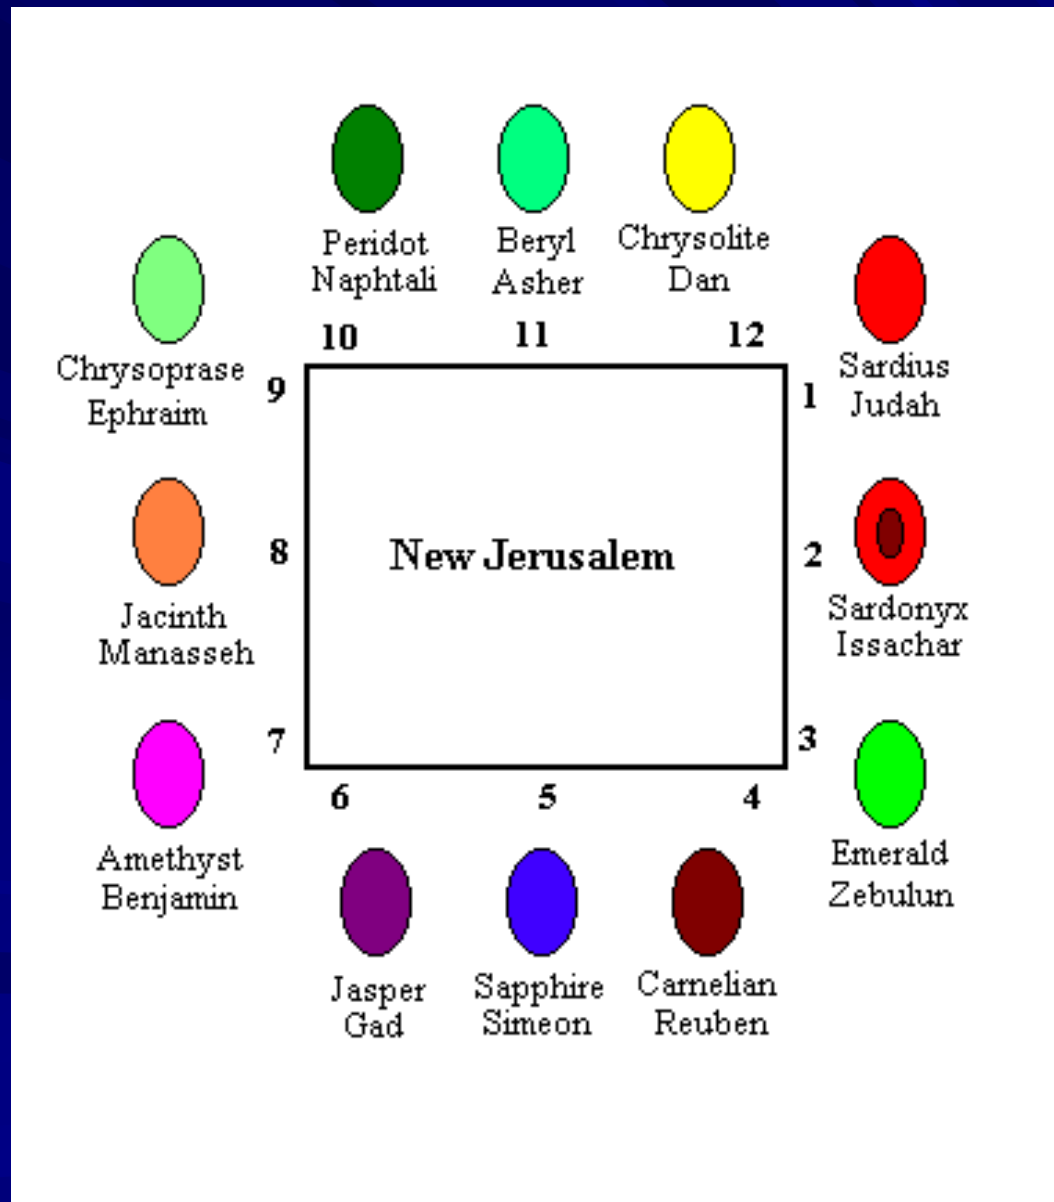 Peridot
Naphtali
Beryl
Asher
Chrysolite
Dan
Chrysoprase
Ephraim
Sardius
Judah
10 11 12
9
1
Jacinth
Manasseh
8
New Jerusalem
2
Sardonyx
Issachar
7
3
6 5 4
Amethyst
Benjamin
Emerald
Zebulun
Jasper
Gad
Sapphire
Simeon
Carnelian
Reuben